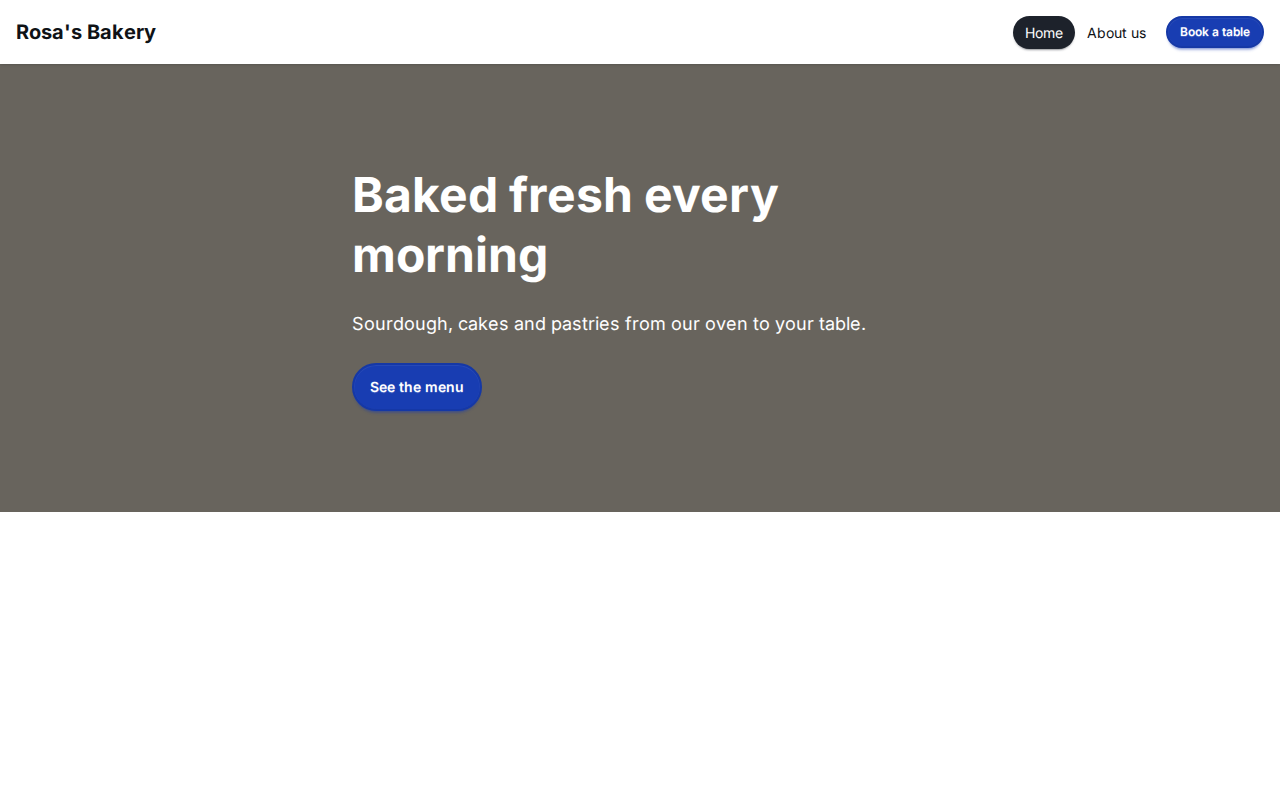 Rosa's Bakery
Home
About us
Book a table
Baked fresh every
morning
Sourdough, cakes and pastries from our oven to your table.
See the menu